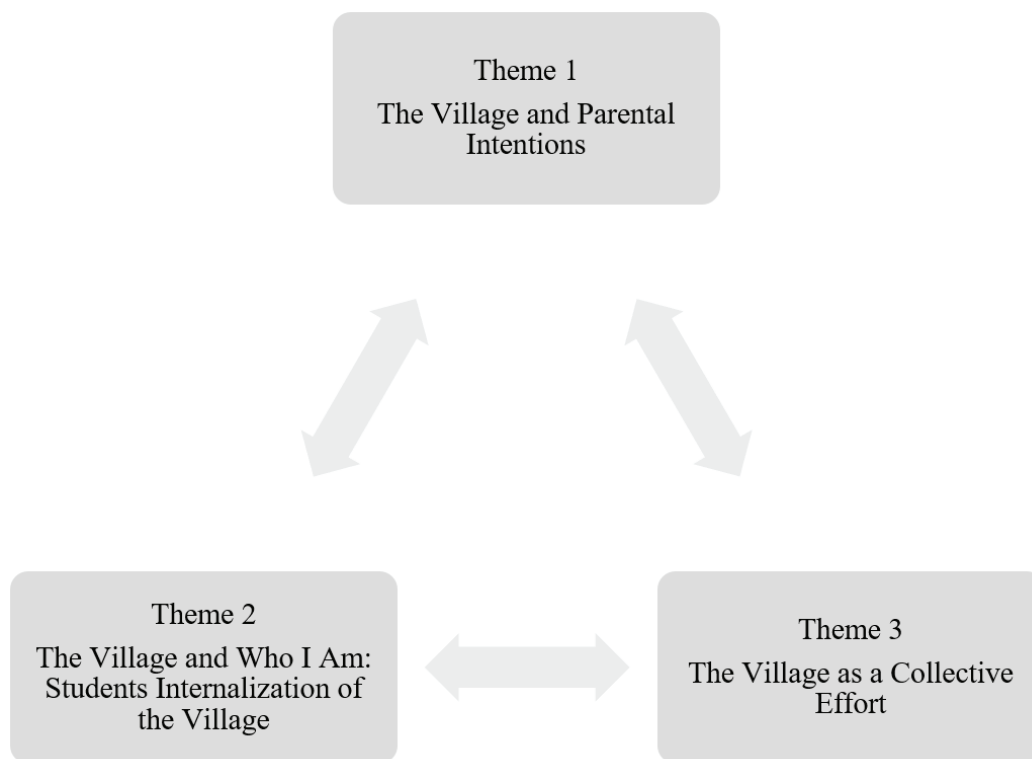 Theme 1
The Village and Parental
Intentions
Theme 2
The Village and Who I Am:
Students Internalization of
the Village
Theme 3
The Village as a Collective
Effort